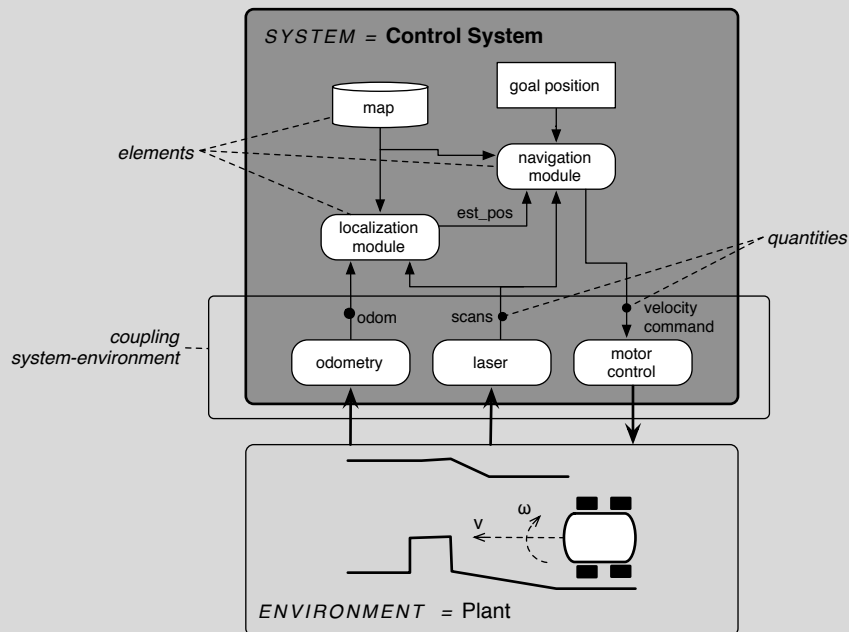 SYSTEM = Control System
goal position
map
elements
navigation
module
est_pos
localization
module
quantities
odom
scans
velocity
command
coupling
system-environment
odometry
laser
motor
control
ω
v
ENVIRONMENT = Plant